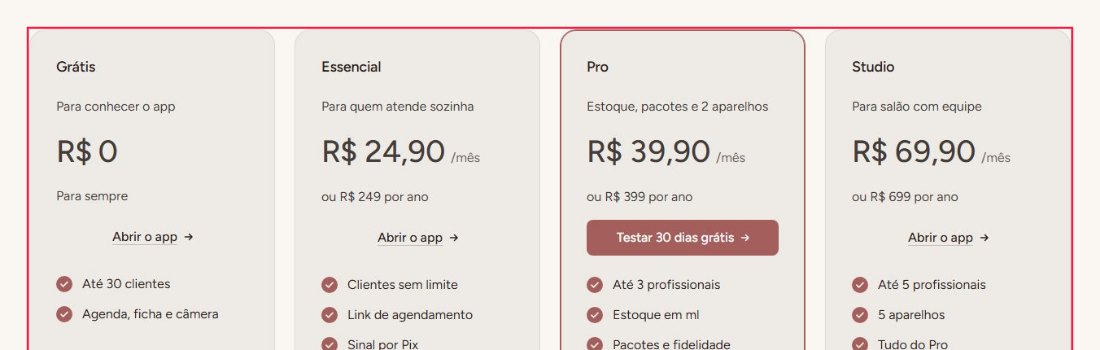 Grátis
Para conhecer o app
R$ 0
Para sempre
Abrir o app →
Até 30 clientes
Agenda, ficha e câmera
Essencial
Para quem atende sozinha
R$ 24,90 /mês
ou R$ 249 por ano
Abrir o app →
Clientes sem limite
Link de agendamento
Sinal por Pix
Pro
Estoque, pacotes e 2 aparelhos
R$ 39,90 /mês
ou R$ 399 por ano
Testar 30 dias grátis →
Até 3 profissionais
Estoque em ml
Pacotes e fidelidade
Studio
Para salão com equipe
R$ 69,90 /mês
ou R$ 699 por ano
Abrir o app →
Até 5 profissionais
5 aparelhos
Tudo do Pro